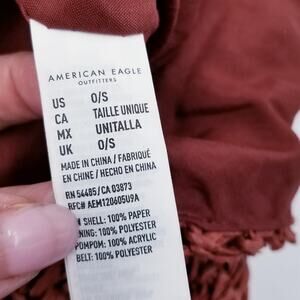 AMERICAN EAGLE
OUTFITTERS
US O/S
CA TAILLE UNIQUE
MX UNITALLA
UK O/S
MADE IN CHINA / FABRIQUÉ
EN CHINE / HECHO EN CHINA
RN 54485/CA 03873
RFC# AEM120605U9A
SHELL: 100% PAPER
NING: 100% POLYESTER
POMPOM: 100% ACRYLIC
BELT: 100% POLYESTER